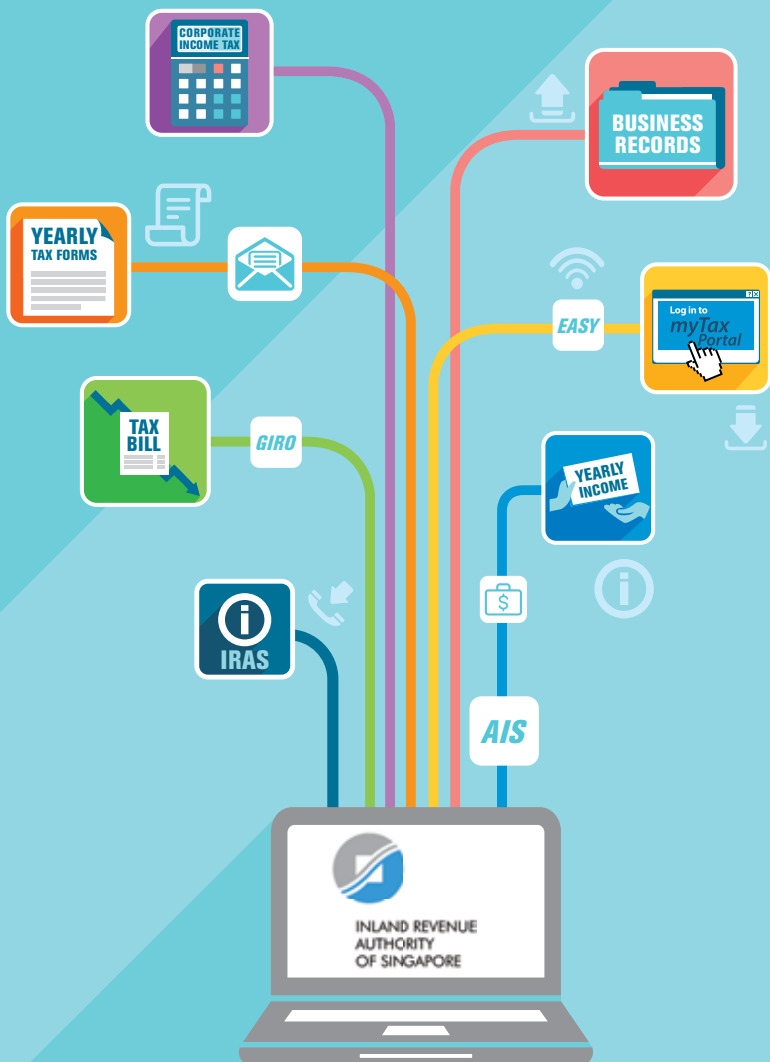 CORPORATE
INCOME TAX
BUSINESS
RECORDS
YEARLY
TAX FORMS
EASY
Log in to
myTax
Portal
TAX
BILL
GIRO
YEARLY
INCOME
$
i
IRAS
i
AIS
INLAND REVENUE
AUTHORITY
OF SINGAPORE